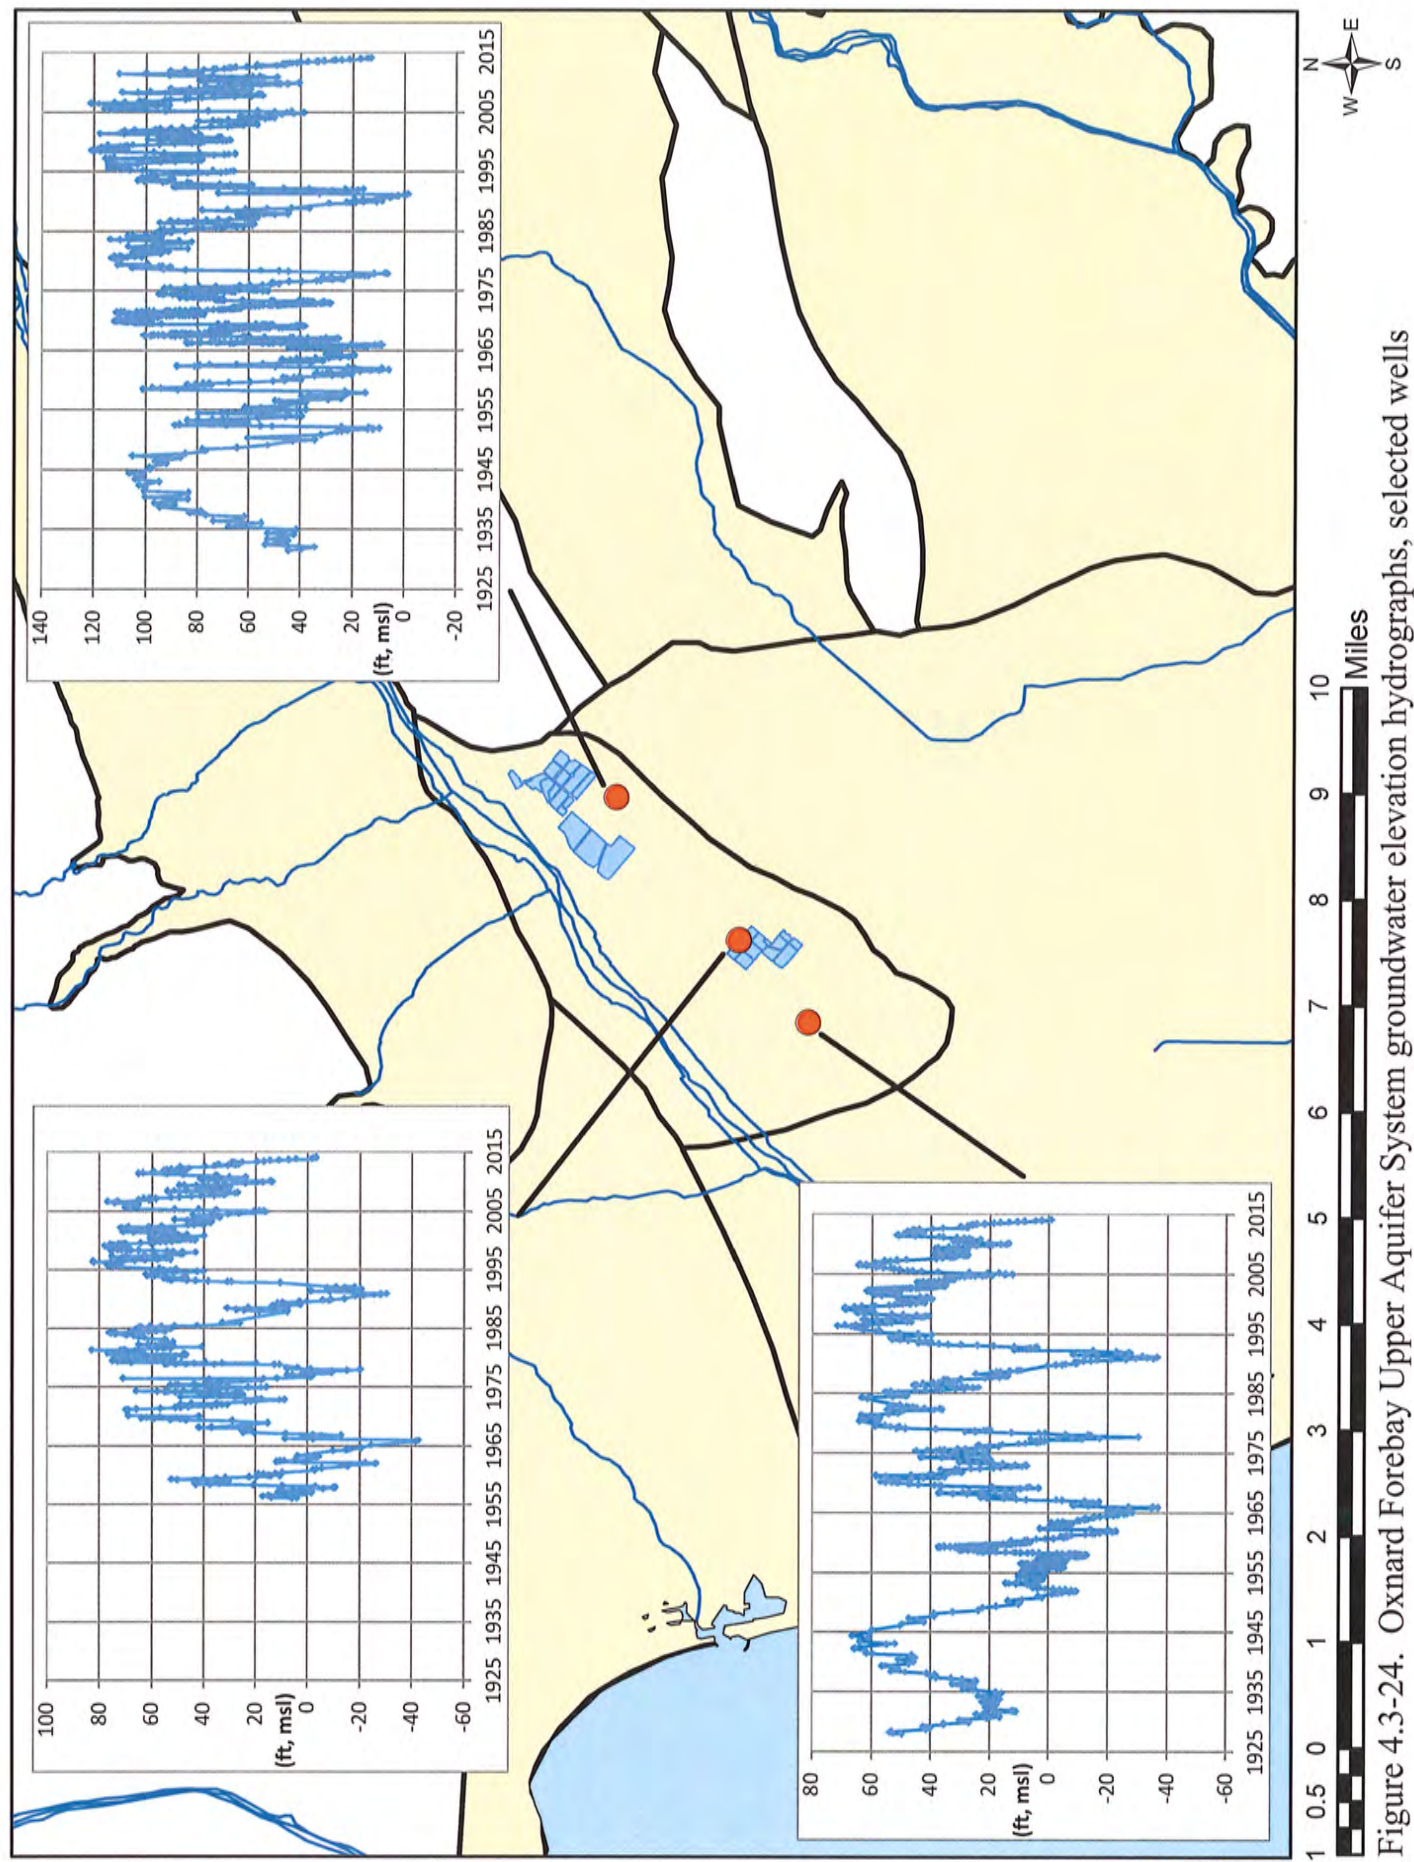 100
80
60
40
20
0
-20
-40
-60
(ft, msl)
1925 1935 1945 1955 1965 1975 1985 1995 2005 2015
140
120
100
80
60
40
20
0
-20
(ft, msl)
1925 1935 1945 1955 1965 1975 1985 1995 2005 2015
80
60
40
20
0
-20
-40
-60
(ft, msl)
1925 1935 1945 1955 1965 1975 1985 1995 2005 2015
N
W E
S
1 0.5 0 1 2 3 4 5 6 7 8 9 10
Miles
Figure 4.3-24. Oxnard Forebay Upper Aquifer System groundwater elevation hydrographs, selected wells